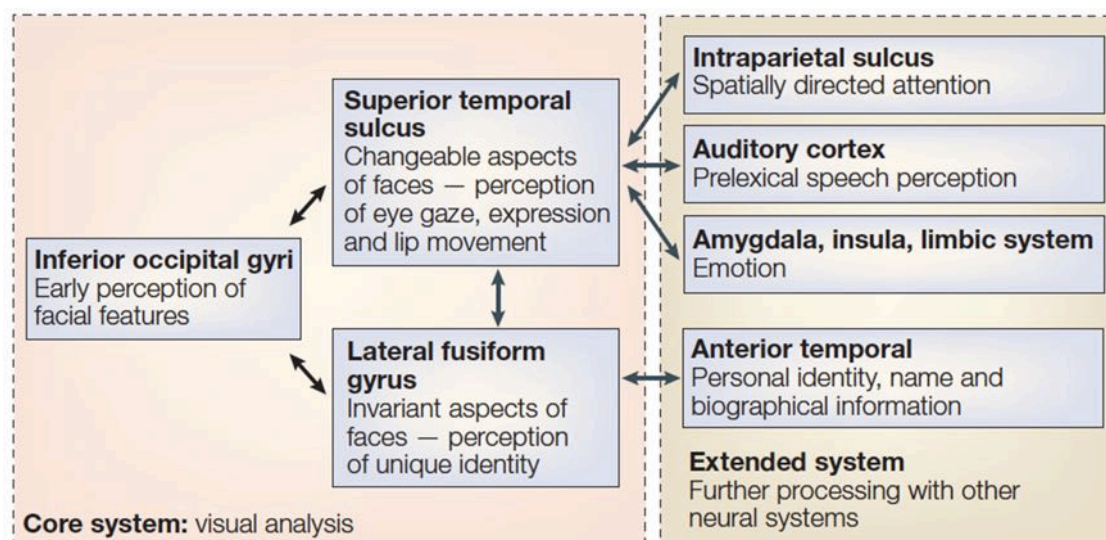 Inferior occipital gyri
Early perception of
facial features
Superior temporal
sulcus
Changeable aspects
of faces — perception
of eye gaze, expression
and lip movement
Lateral fusiform
gyrus
Invariant aspects of
faces — perception
of unique identity
Core system: visual analysis
Intraparietal sulcus
Spatially directed attention
Auditory cortex
Prelexical speech perception
Amygdala, insula, limbic system
Emotion
Anterior temporal
Personal identity, name and
biographical information
Extended system
Further processing with other
neural systems